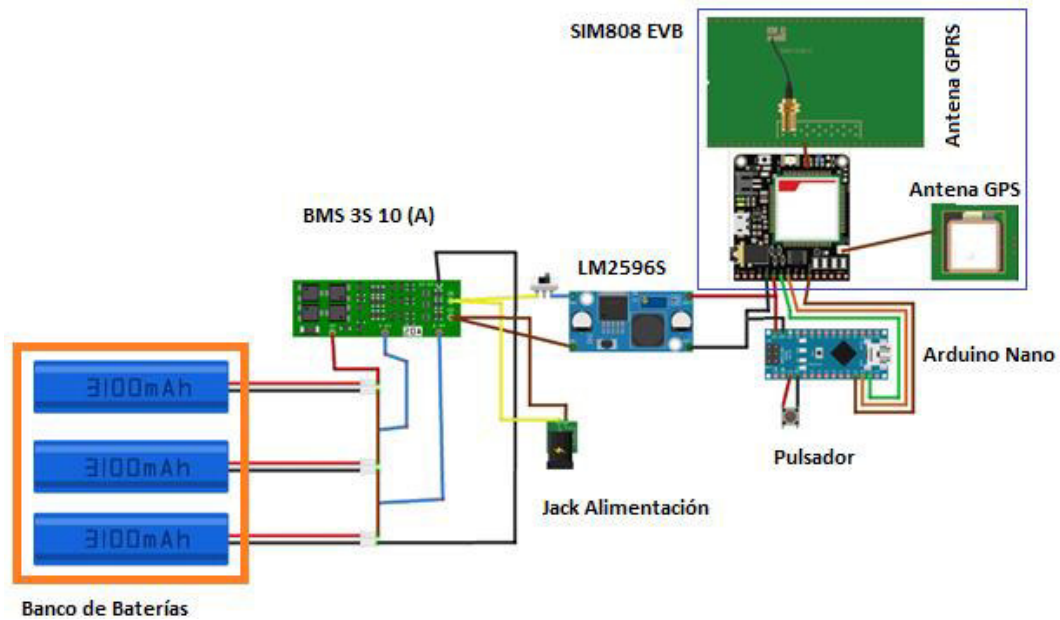 SIM808 EVB
Antena GPRS
Antena GPS
BMS 3S 10 (A)
LM2596S
20A
Arduino Nano
3100mAh
3100mAh
3100mAh
Pulsador
Jack Alimentación
Banco de Baterías